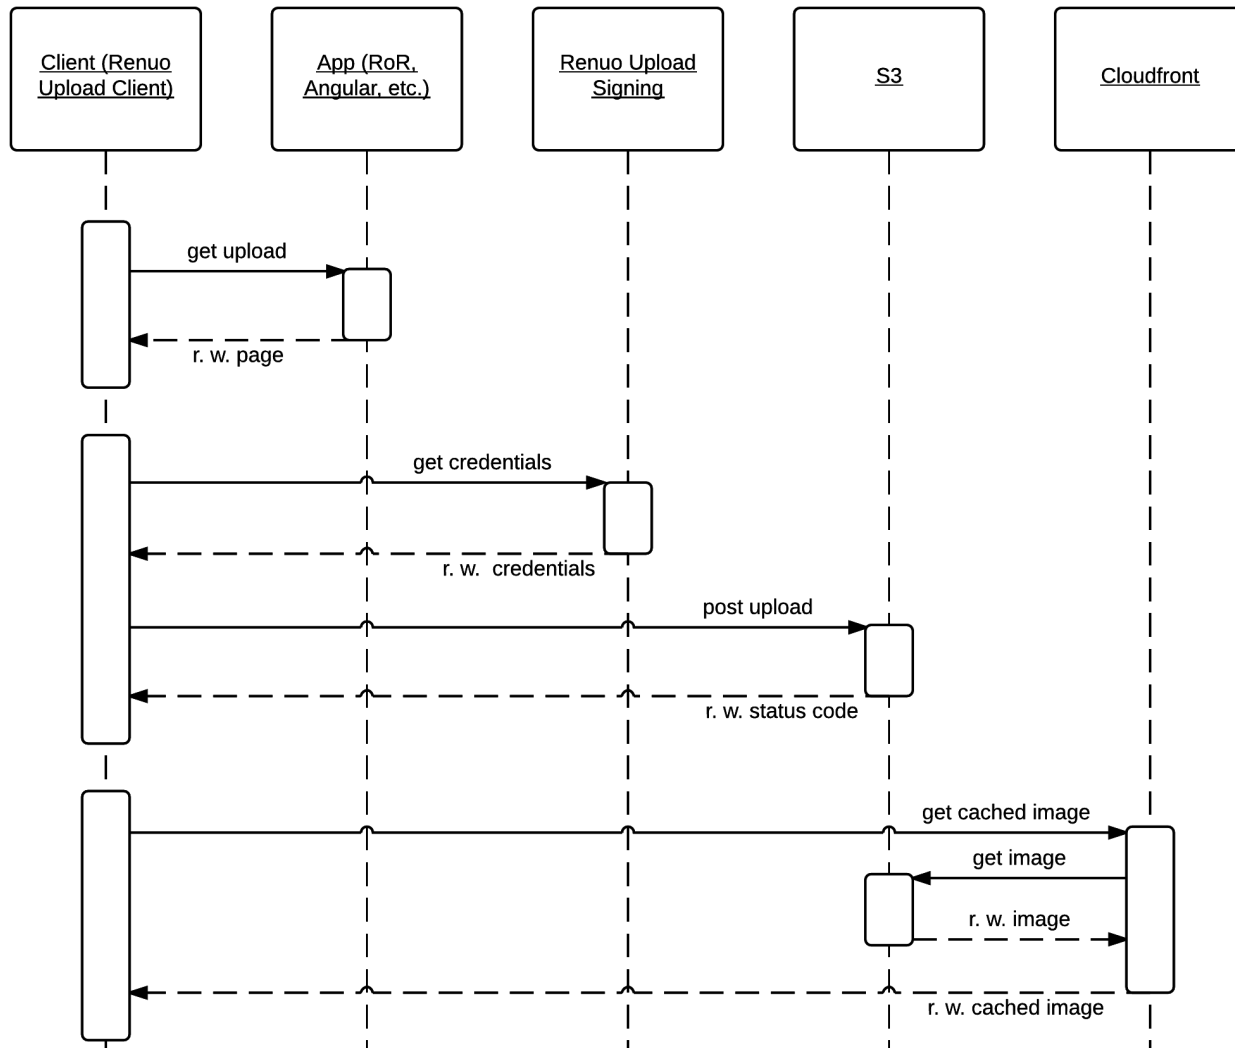 Client (Renuo
Upload Client)
App (RoR,
Angular, etc.)
Renuo Upload
Signing
S3
Cloudfront
get upload
r. w. page
get credentials
r. w.  credentials
post upload
r. w. status code
get cached image
get image
r. w. image
r. w. cached image